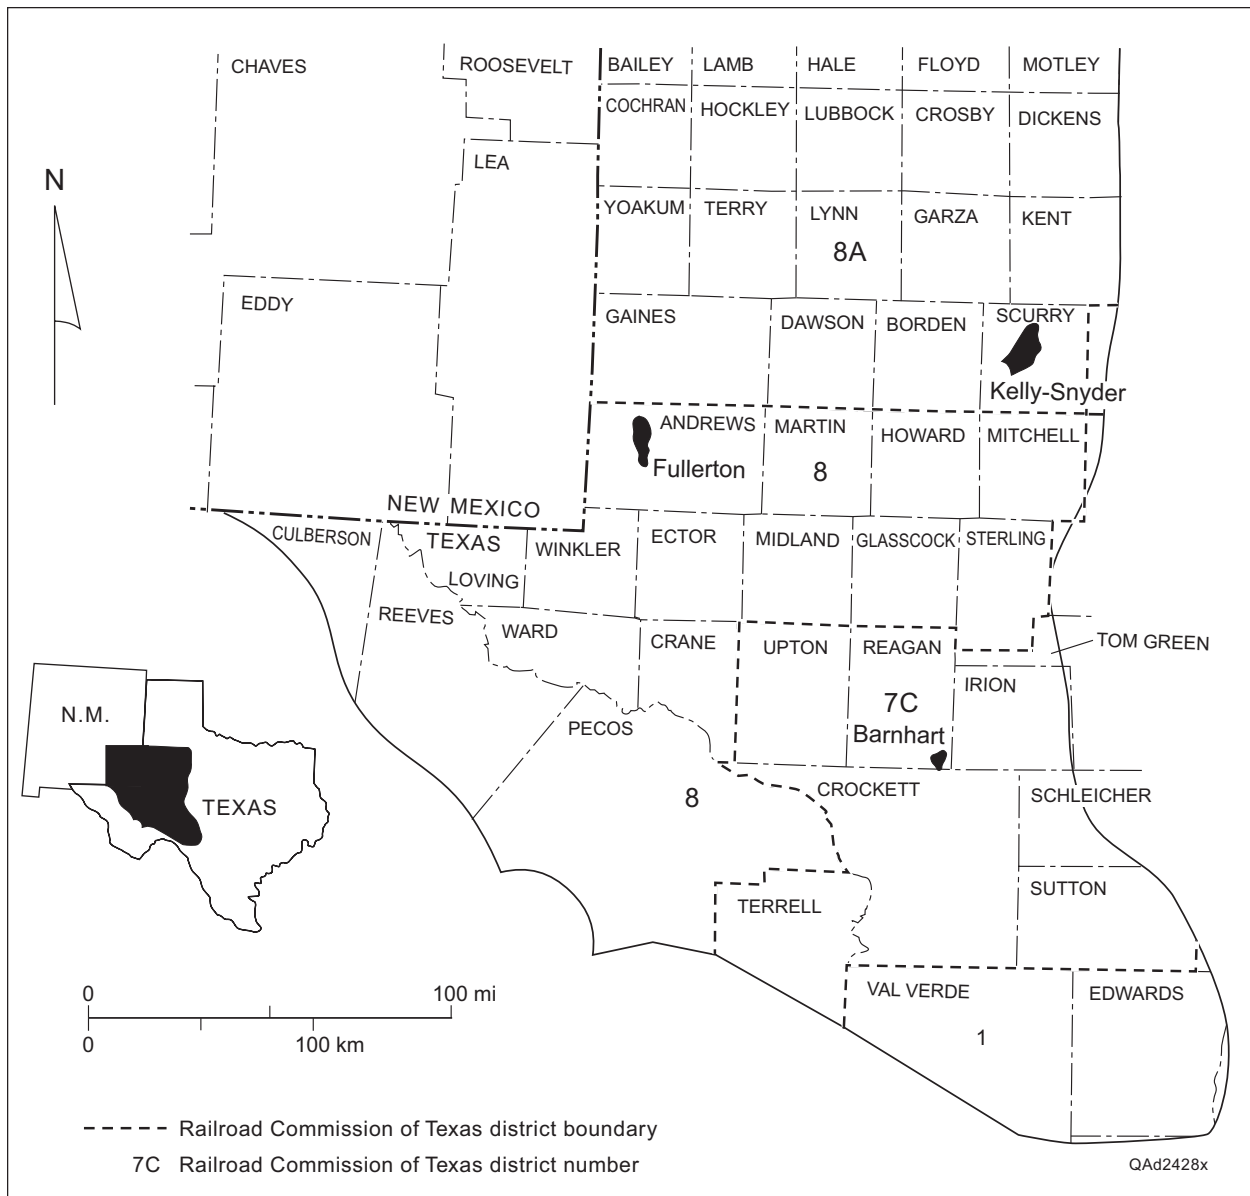 CHAVES
ROOSEVELT
BAILEY
LAMB
HALE
FLOYD
MOTLEY
COCHRAN
HOCKLEY
LUBBOCK
CROSBY
DICKENS
LEA
N
YOAKUM
TERRY
LYNN
GARZA
KENT
8A
EDDY
GAINES
DAWSON
BORDEN
SCURRY
Kelly-Snyder
ANDREWS
MARTIN
HOWARD
MITCHELL
Fullerton
8
NEW MEXICO
CULBERSON
TEXAS
WINKLER
ECTOR
MIDLAND
GLASSCOCK
STERLING
LOVING
REEVES
WARD
CRANE
UPTON
REAGAN
TOM GREEN
IRION
7C
N.M.
PECOS
Barnhart
CROCKETT
SCHLEICHER
8
TEXAS
SUTTON
TERRELL
VAL VERDE
EDWARDS
0
100 mi
0
100 km
1
Railroad Commission of Texas district boundary
7C Railroad Commission of Texas district number
QAd2428x